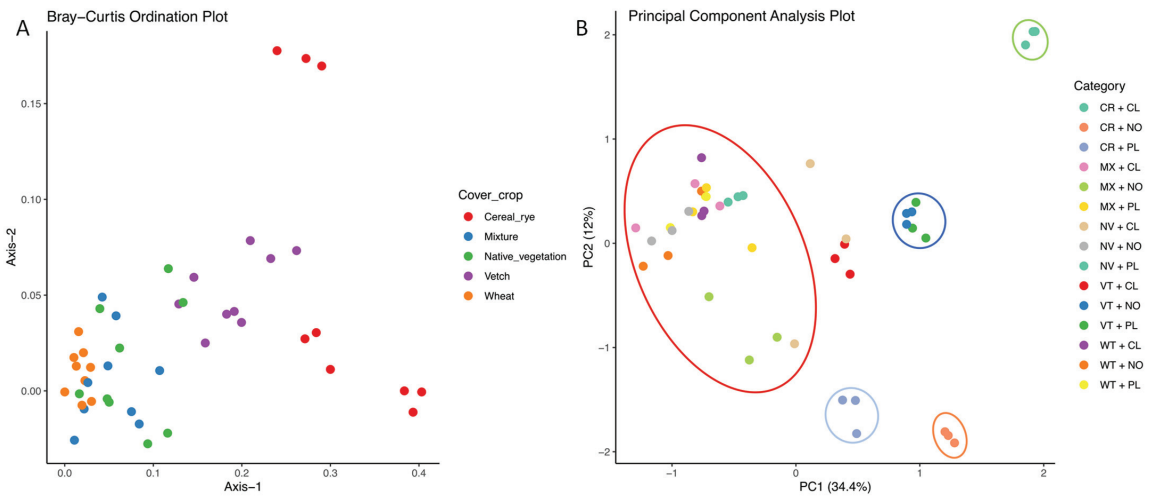 A
Bray−Curtis Ordination Plot
0.15
0.10
0.05
0.00
Axis−2
0.0
0.1
0.2
0.3
0.4
Axis−1
Cover_crop
Cereal_rye
Mixture
Native_vegetation
Vetch
Wheat
B
Principal Component Analysis Plot
2
1
0
−1
−2
PC2 (12%)
−1
0
1
2
PC1 (34.4%)
Category
CR + CL
CR + NO
CR + PL
MX + CL
MX + NO
MX + PL
NV + CL
NV + NO
NV + PL
VT + CL
VT + NO
VT + PL
WT + CL
WT + NO
WT + PL